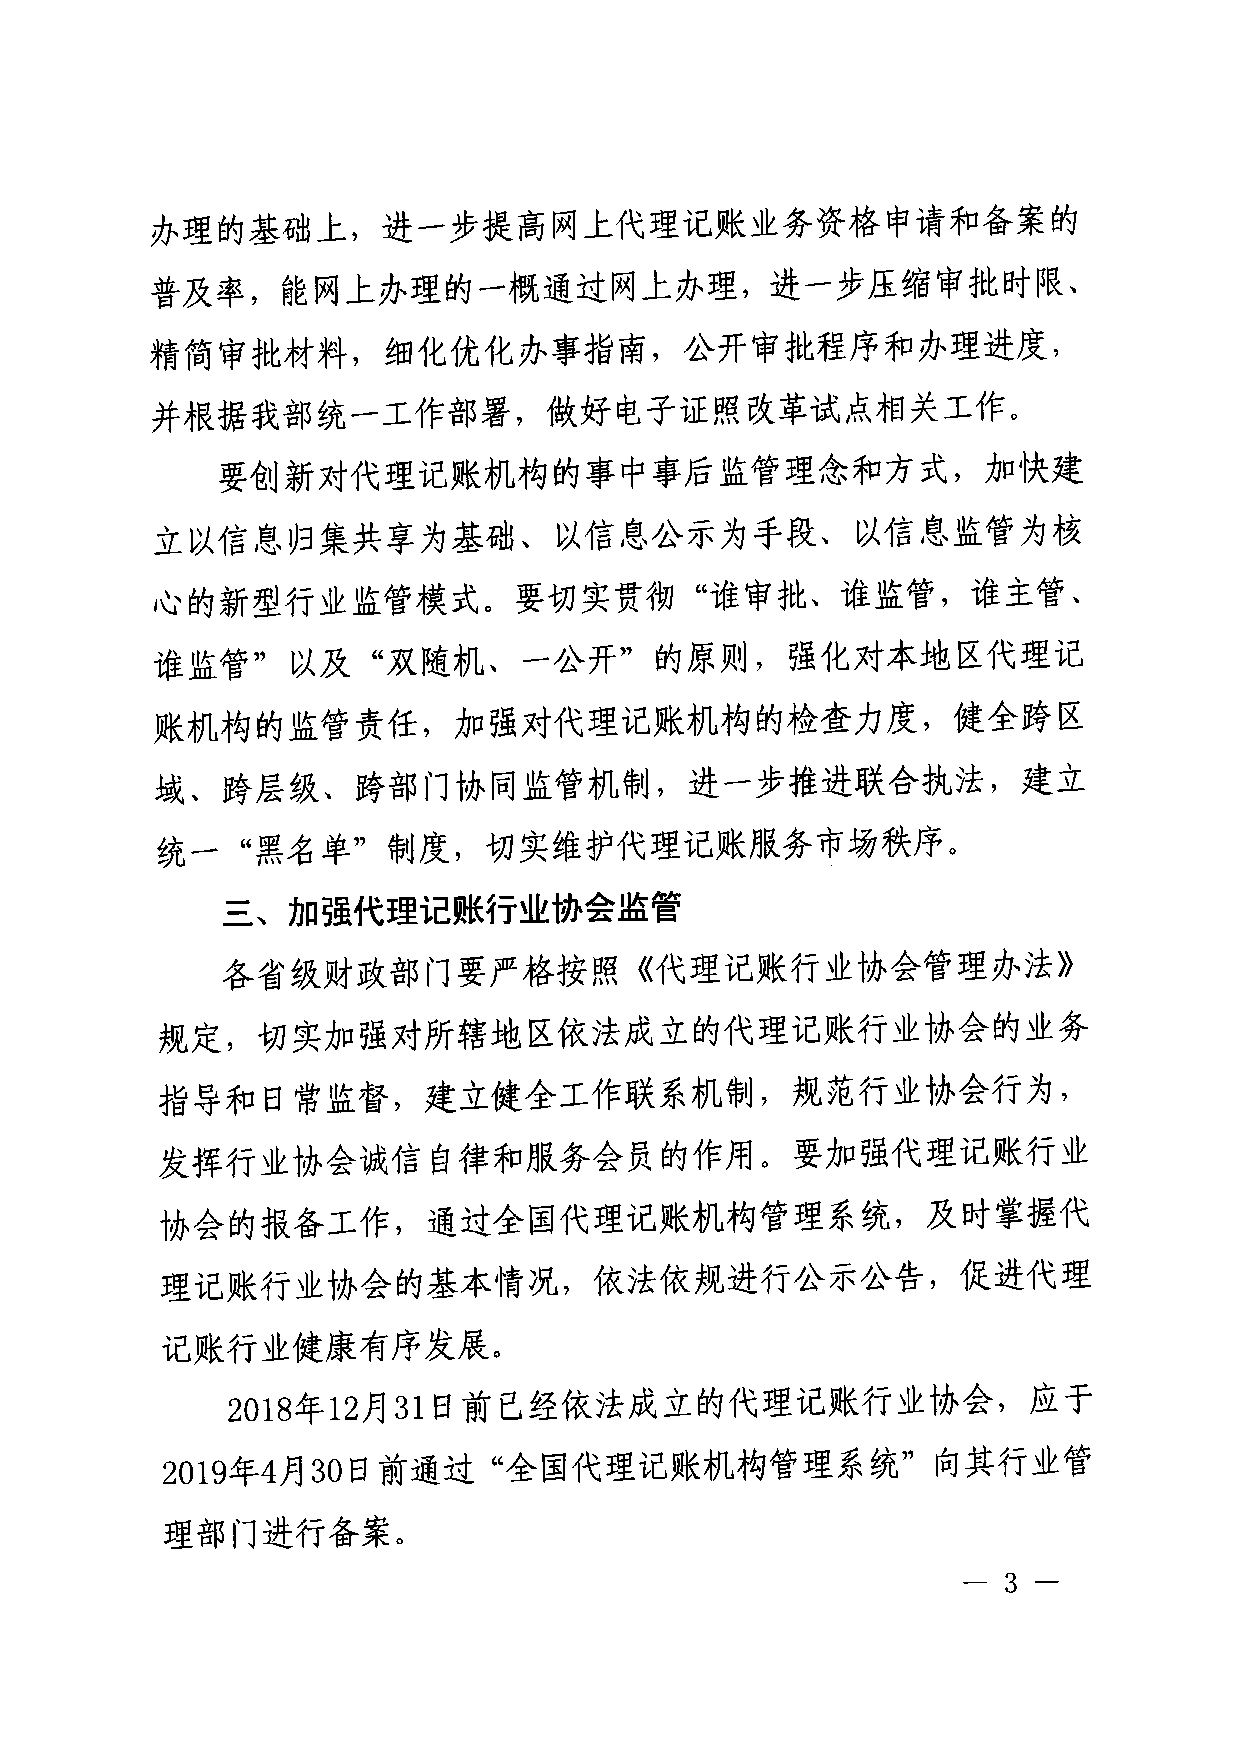 办理的基础上，进一步提高网上代理记账业务资格申请和备案的
普及率，能网上办理的一概通过网上办理，进一步压缩审批时限、
精简审批材料，细化优化办事指南，公开审批程序和办理进度，
并根据我部统一工作部署，做好电子证照改革试点相关工作。
要创新对代理记账机构的事中事后监管理念和方式，加快建
立以信息归集共享为基础、以信息公示为手段、以信息监管为核
心的新型行业监管模式。要切实贯彻“谁审批、谁监管，谁主管、
谁监管”以及“双随机、一公开”的原则，强化对本地区代理记
账机构的监管责任，加强对代理记账机构的检查力度，健全跨区
域、跨层级、跨部门协同监管机制，进一步推进联合执法，建立
统一“黑名单”制度，切实维护代理记账服务市场秩序。
三、加强代理记账行业协会监管
各省级财政部门要严格按照《代理记账行业协会管理办法》
规定，切实加强对所辖地区依法成立的代理记账行业协会的业务
指导和日常监督，建立健全工作联系机制，规范行业协会行为，
发挥行业协会诚信自律和服务会员的作用。要加强代理记账行业
协会的报备工作，通过全国代理记账机构管理系统，及时掌握代
理记账行业协会的基本情况，依法依规进行公示公告，促进代理
记账行业健康有序发展。
2018年12月31日前已经依法成立的代理记账行业协会，应于
2019年4月30日前通过“全国代理记账机构管理系统”向其行业管
理部门进行备案。
— 3 —